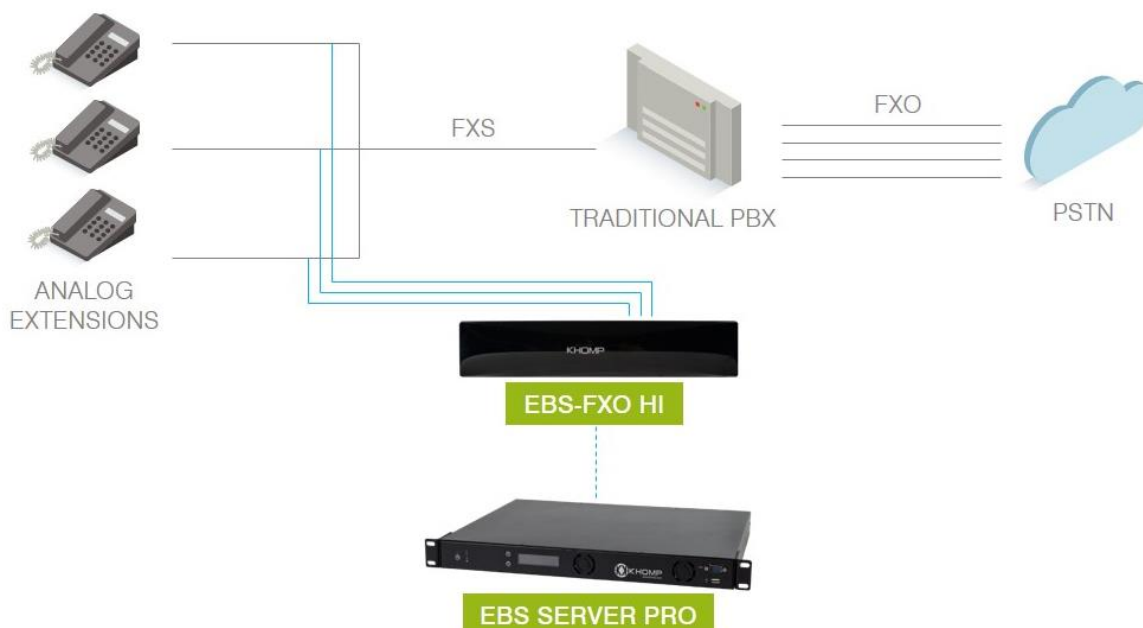 FXS
FXO
TRADITIONAL PBX
PSTN
ANALOG
EXTENSIONS
KHOMP
EBS-FXO HI
KHOMP
EBS SERVER PRO